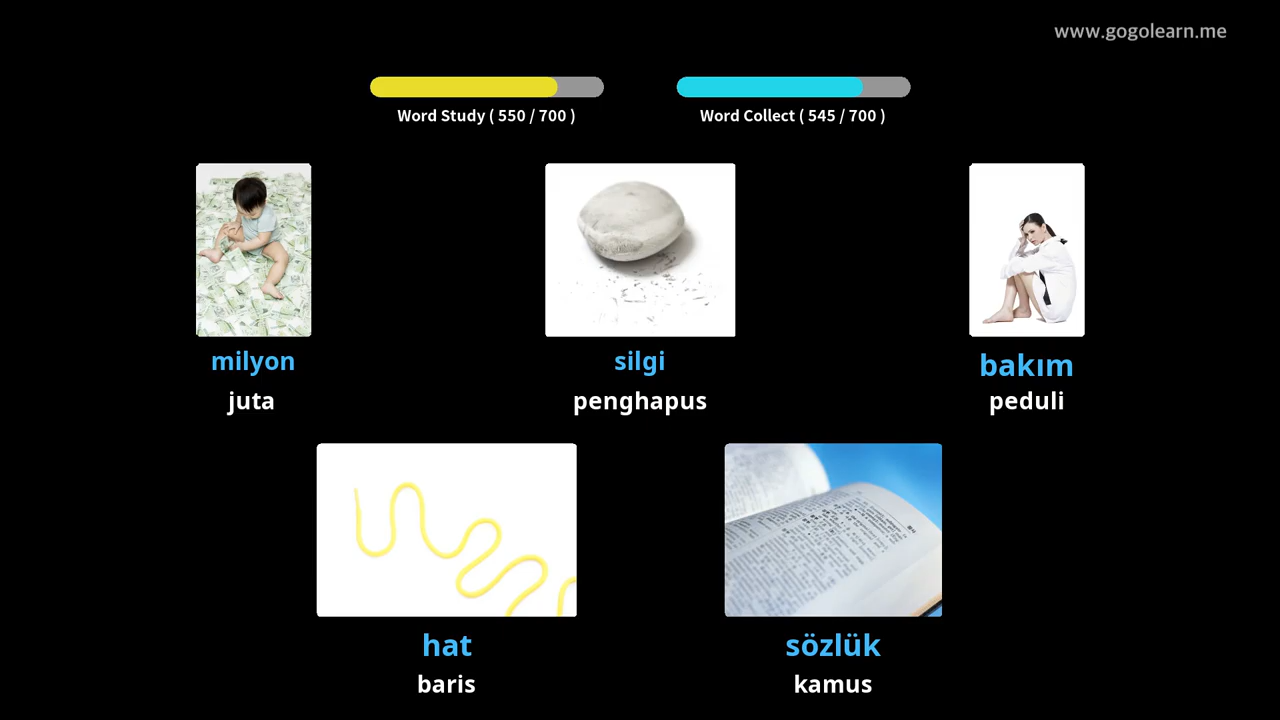 www.gogolearn.me
Word Study ( 550 / 700 )
Word Collect ( 545 / 700 )
milyon
juta
silgi
penghapus
bakım
peduli
hat
baris
sözlük
kamus